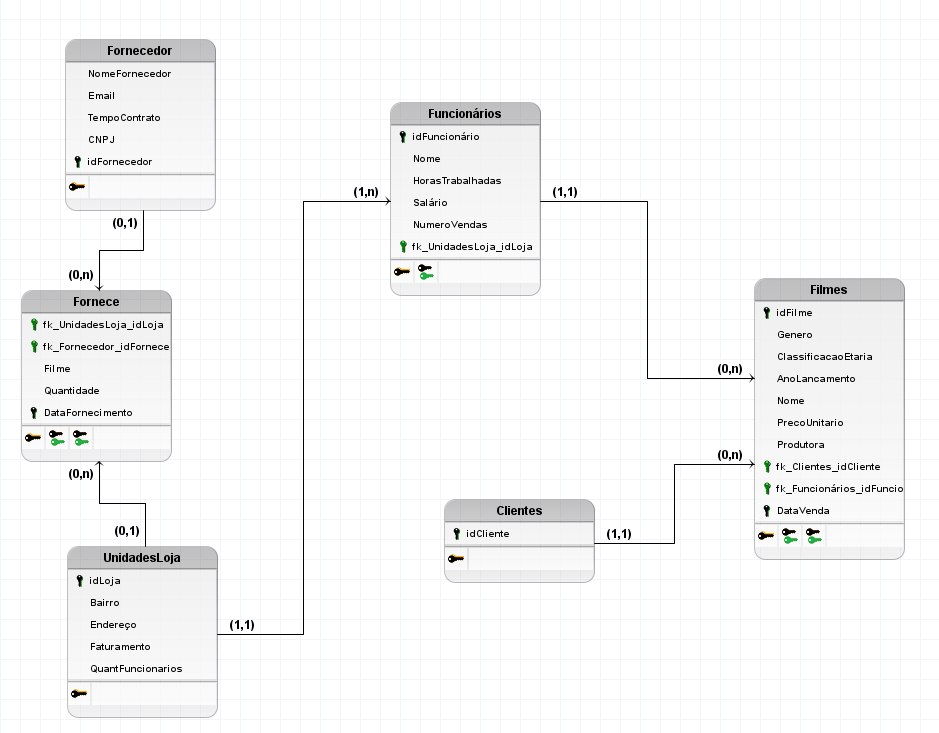 Fornecedor
NomeFornecedor
Email
TempoContrato
CNPJ
idFornecedor
(0,1)
(0,n)
Fornece
fk_UnidadesLoja_idLoja
fk_Fornecedor_idFornece
Filme
Quantidade
DataFornecimento
(0,n)
(0,1)
UnidadesLoja
idLoja
Bairro
Endereço
Faturamento
QuantFuncionarios
(1,1)
(1,n)
Funcionários
idFuncionário
Nome
HorasTrabalhadas
Salário
NumeroVendas
fk_UnidadesLoja_idLoja
(1,1)
(0,n)
Clientes
idCliente
(1,1)
(0,n)
Filmes
idFilme
Genero
ClassificacaoEtaria
AnoLancamento
Nome
PrecoUnitario
Produtora
fk_Clientes_idCliente
fk_Funcionários_idFuncio
DataVenda